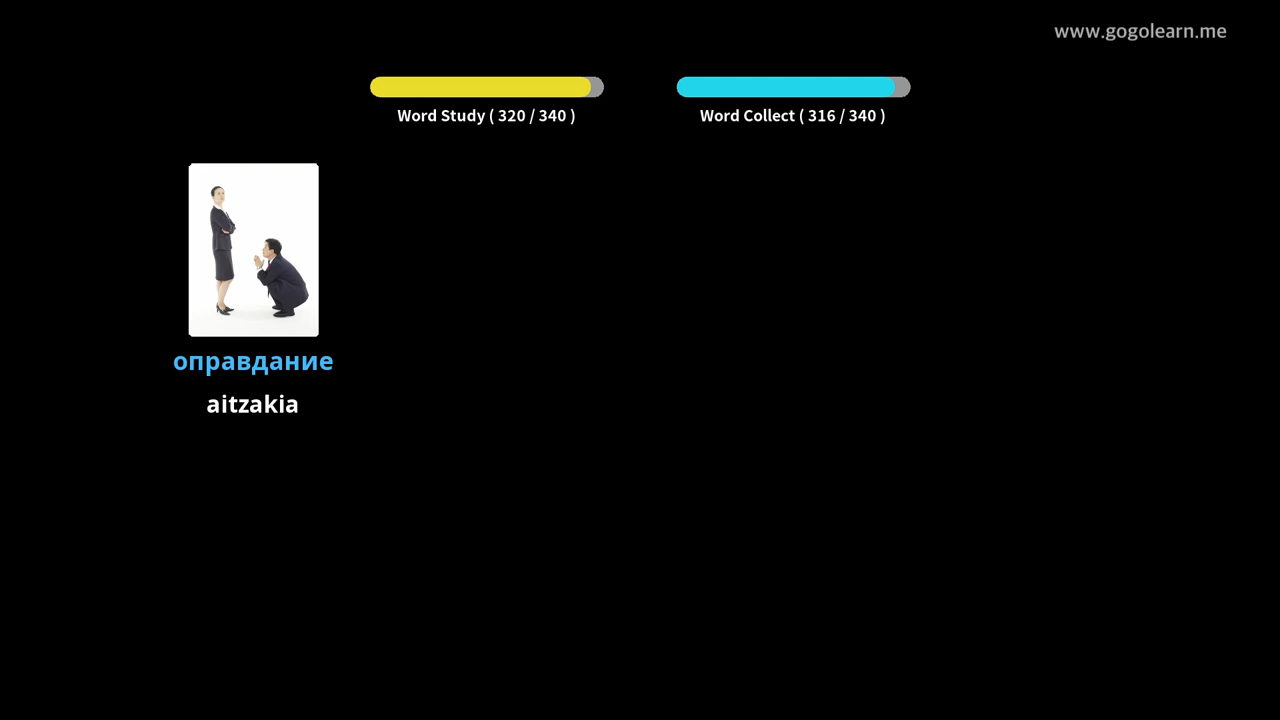 www.gogolearn.me
Word Study ( 320 / 340 )
Word Collect ( 316 / 340 )
оправдание
aitzakia